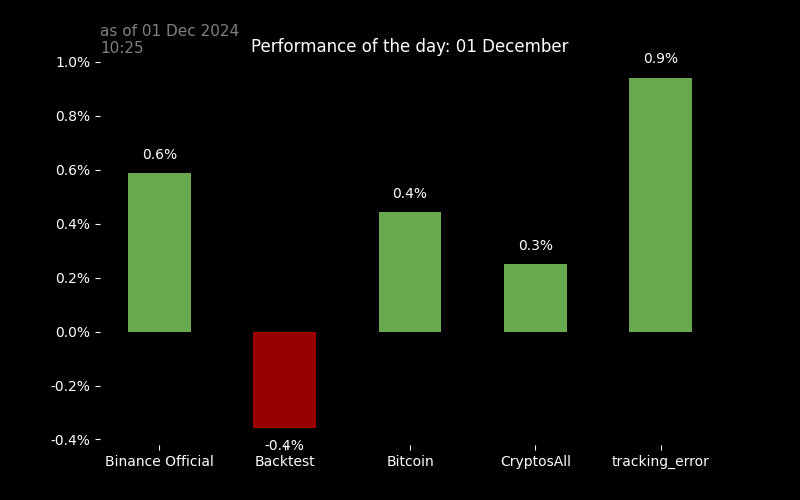 as of 01 Dec 2024
10:25
Performance of the day: 01 December
1.0%
0.8%
0.6%
0.4%
0.2%
0.0%
-0.2%
-0.4%
0.6%
-0.4%
0.4%
0.3%
0.9%
Binance Official
Backtest
Bitcoin
CryptosAll
tracking_error